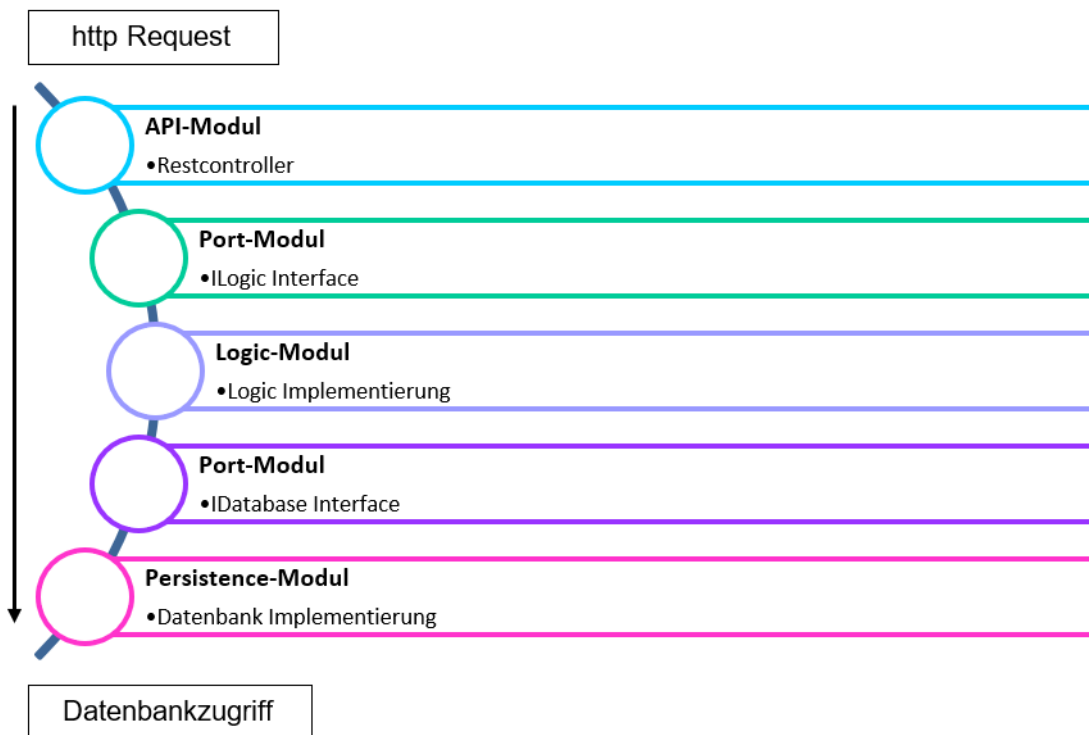 http Request
API-Modul
•Restcontroller
Port-Modul
•ILogic Interface
Logic-Modul
•Logic Implementierung
Port-Modul
•IDatabase Interface
Persistence-Modul
•Datenbank Implementierung
Datenbankzugriff